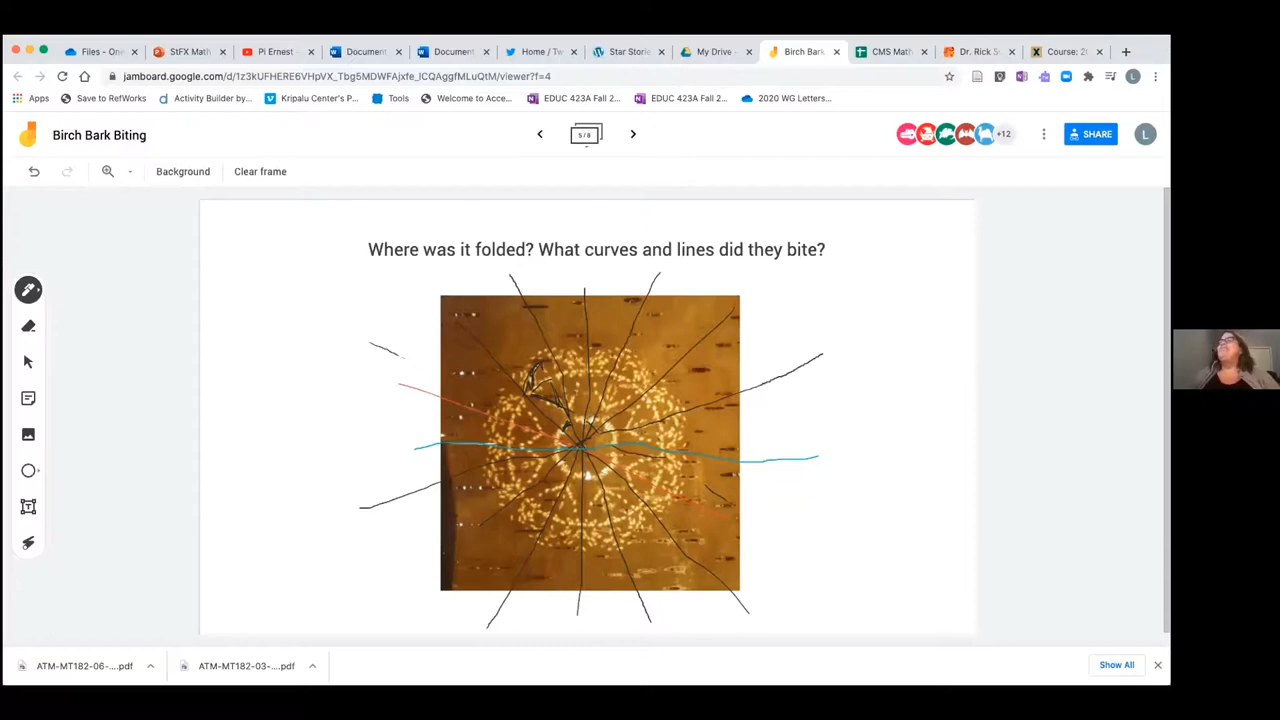 Files - One
StFX Math
Pi Ernest -
Document
Document
Home / Tw
Star Storie
My Drive -
Birch Bark
CMS Math
Dr. Rick Su
Course: 20
jamboard.google.com/d/1z3kUFHERE6VHpVX_Tbg5MDWFAjxfe_lCQAggfMLuQtM/viewer?f=4
L
Apps
Save to RefWorks
Activity Builder by...
Kripalu Center's P...
Tools
Welcome to Acce...
EDUC 423A Fall 2...
EDUC 423A Fall 2...
2020 WG Letters...
Birch Bark Biting
5/8
+12
SHARE
L
Background
Clear frame
Where was it folded? What curves and lines did they bite?
ATM-MT182-06-....pdf
ATM-MT182-03-....pdf
Show All